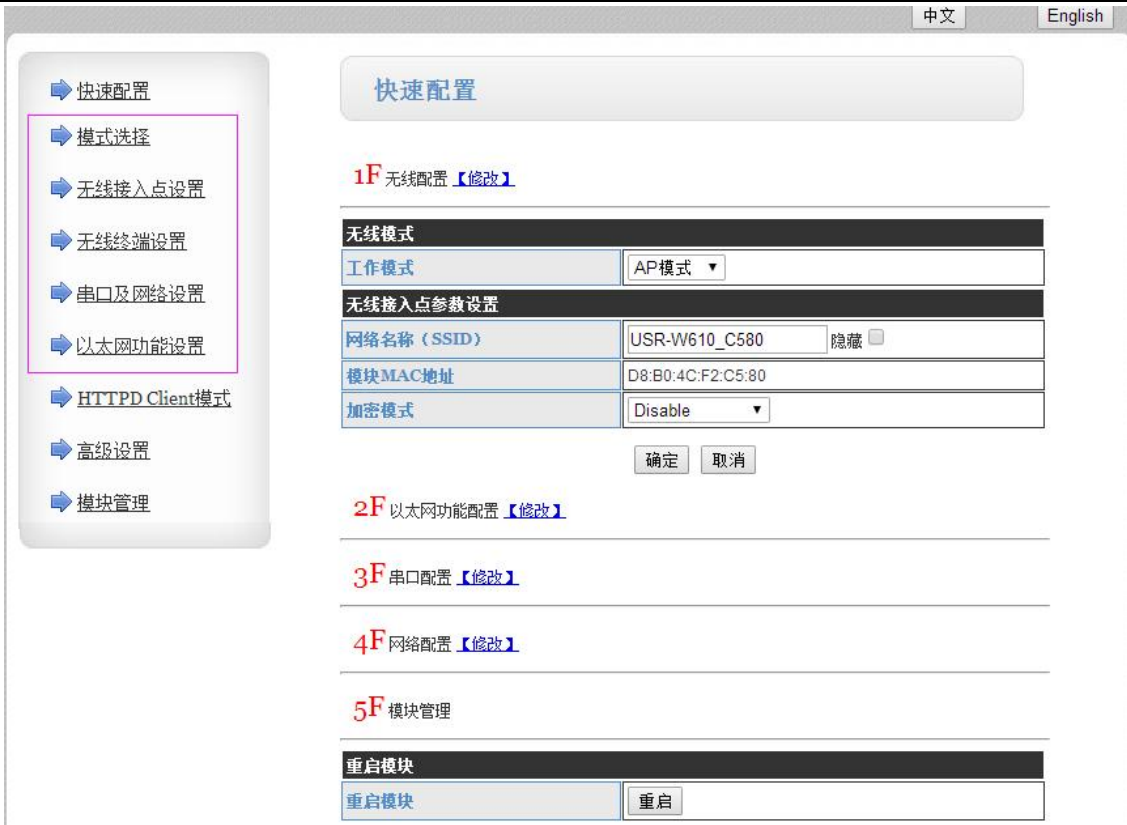 中文 English
快速配置
模式选择
无线接入点设置
无线终端设置
串口及网络设置
以太网功能设置
HTTPD Client模式
高级设置
模块管理
快速配置
1F 无线配置 【修改】
无线模式
工作模式 AP模式
无线接入点参数设置
网络名称（SSID） USR-W610_C580 隐藏
模块MAC地址 D8:B0:4C:F2:C5:80
加密模式 Disable
确定 取消
2F 以太网功能配置 【修改】
3F 串口配置 【修改】
4F 网络配置 【修改】
5F 模块管理
重启模块
重启模块 重启